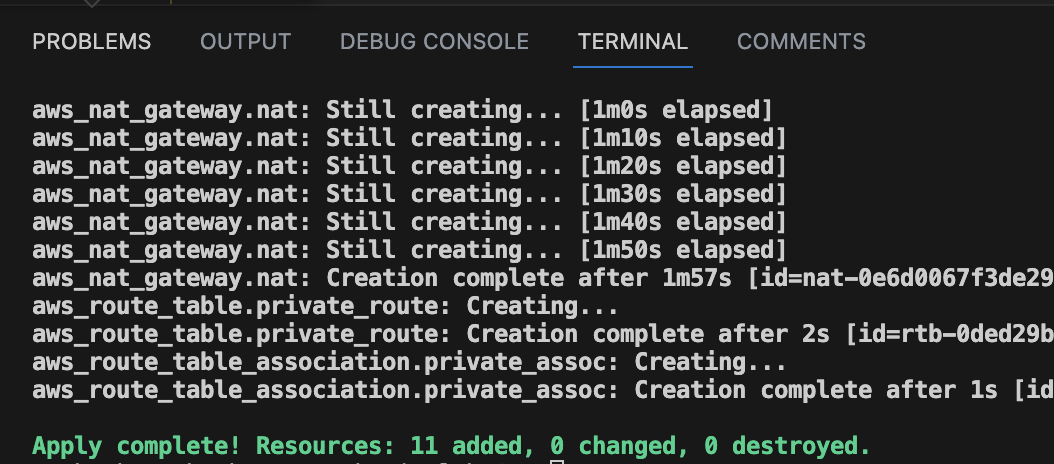 PROBLEMS OUTPUT DEBUG CONSOLE TERMINAL COMMENTS
aws_nat_gateway.nat: Still creating... [1m0s elapsed]
aws_nat_gateway.nat: Still creating... [1m10s elapsed]
aws_nat_gateway.nat: Still creating... [1m20s elapsed]
aws_nat_gateway.nat: Still creating... [1m30s elapsed]
aws_nat_gateway.nat: Still creating... [1m40s elapsed]
aws_nat_gateway.nat: Still creating... [1m50s elapsed]
aws_nat_gateway.nat: Creation complete after 1m57s [id=nat-0e6d0067f3de29
aws_route_table.private_route: Creating...
aws_route_table.private_route: Creation complete after 2s [id=rtb-0ded29b
aws_route_table_association.private_assoc: Creating...
aws_route_table_association.private_assoc: Creation complete after 1s [id
Apply complete! Resources: 11 added, 0 changed, 0 destroyed.